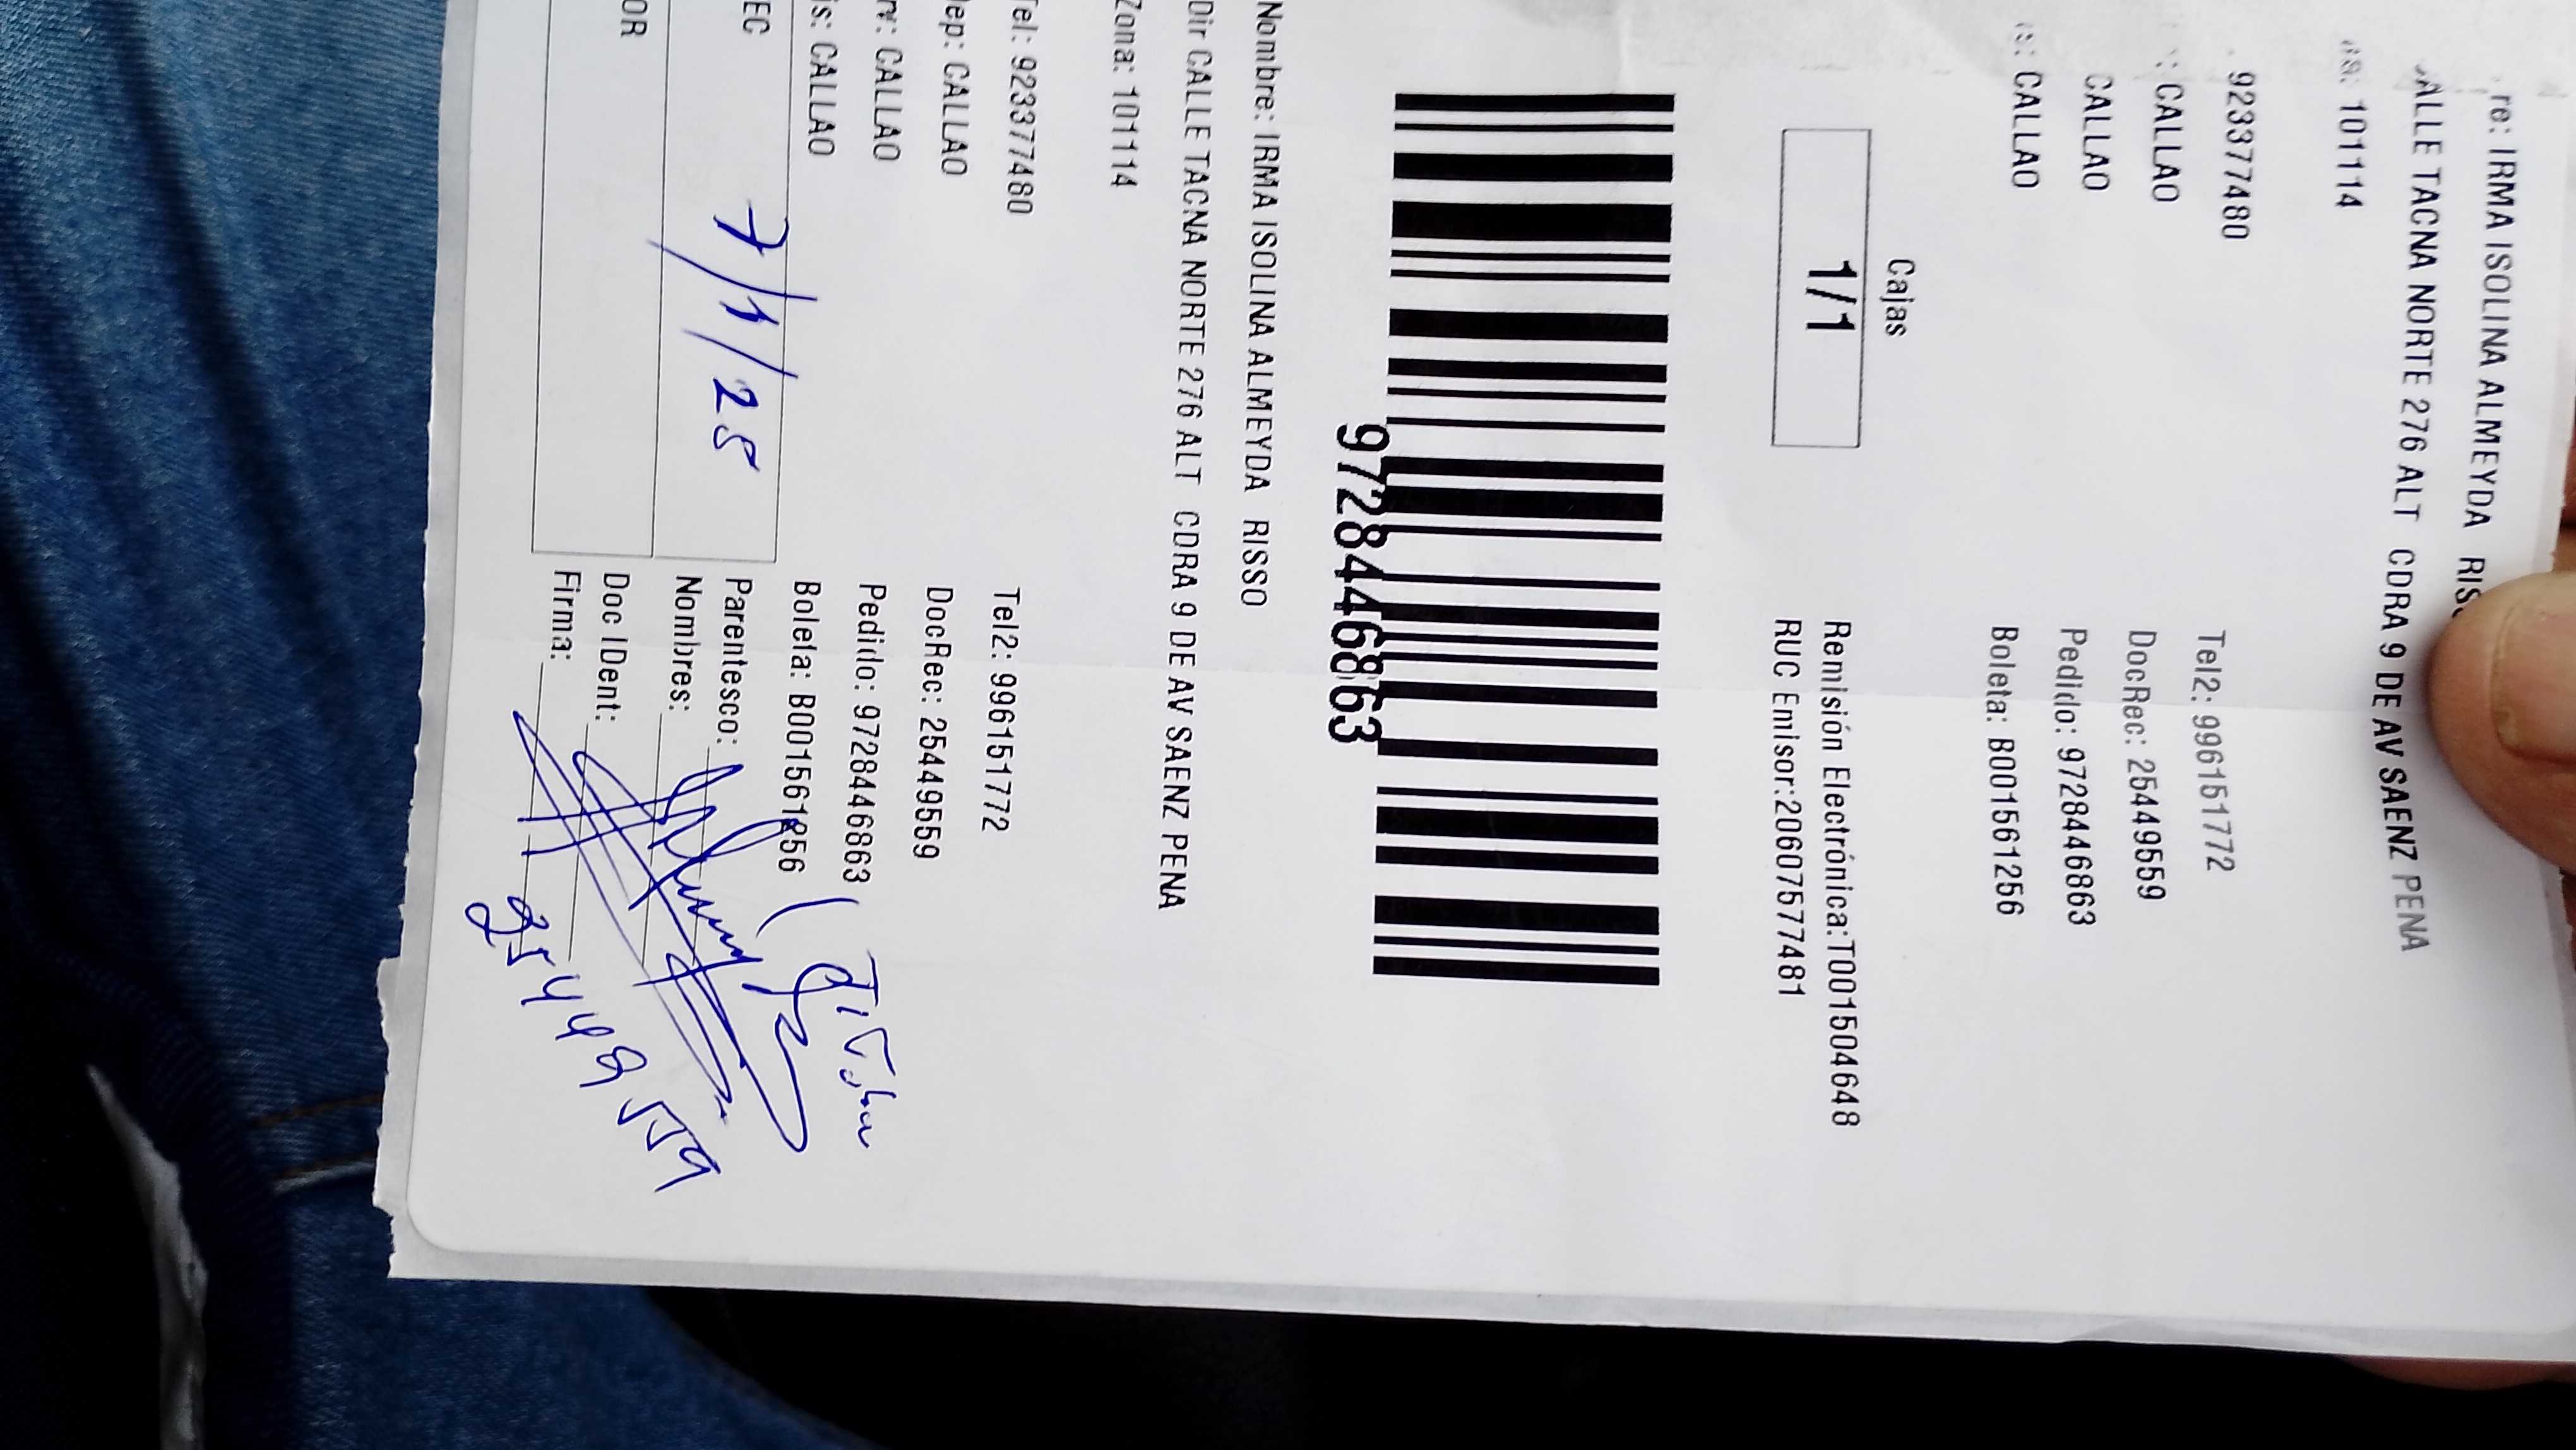 re: IRMA ISOLINA ALMEYDA RIS
ALLE TACNA NORTE 276 ALT CDRA 9 DE AV SAENZ PENA
101114
923377480 Tel2: 996151772
: CALLAO DocRec: 25449559
CALLAO Pedido: 9728446863
s: CALLAO Boleta: B001561256
Cajas
1/1
Remisión Electrónica:T001504648
RUC Emisor:20607577481
9728446863
Nombre: IRMA ISOLINA ALMEYDA RISSO
Dir CALLE TACNA NORTE 276 ALT CDRA 9 DE AV SAENZ PENA
Zona: 101114
Tel: 923377480 Tel2: 996151772
ep: CALLAO DocRec: 25449559
rv: CALLAO Pedido: 9728446863
is: CALLAO Boleta: B001561256
EC 7/1/25 Parentesco:
Nombres:
OR Doc IDent:
Firma:
25449559